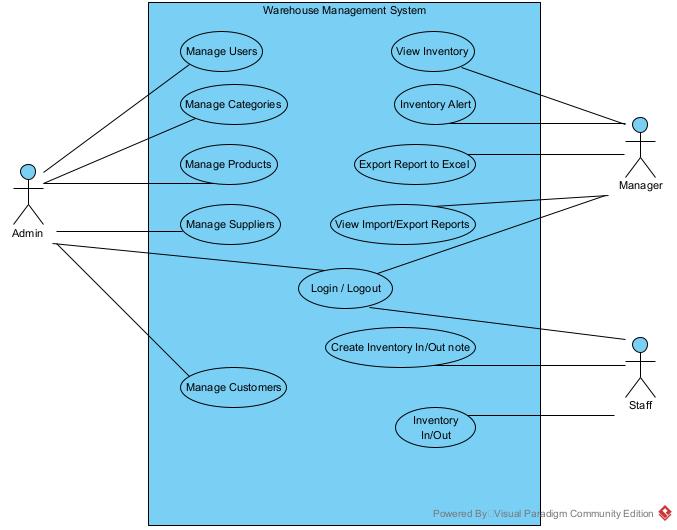 Warehouse Management System
Manage Users
View Inventory
Manage Categories
Inventory Alert
Manage Products
Export Report to Excel
Manager
Admin
Manage Suppliers
View Import/Export Reports
Login / Logout
Create Inventory In/Out note
Manage Customers
Staff
Inventory
In/Out
Powered By: Visual Paradigm Community Edition